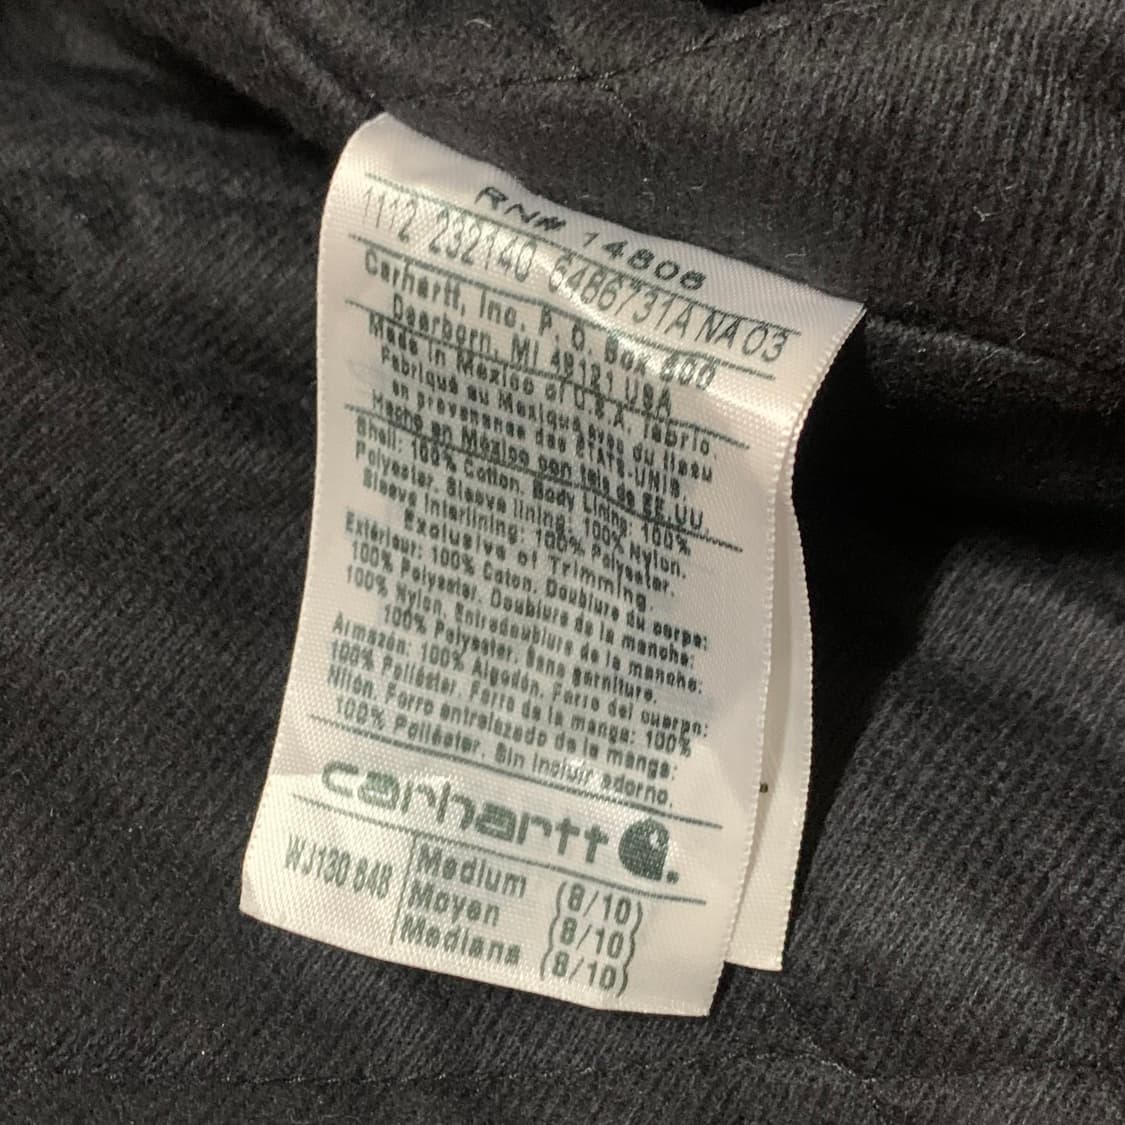 RN# 14806
1112 232140 6486731A NA 03
Carhartt, Inc. P. O. Box 600
Dearborn, MI 48121 USA
Made in Mexico of U.S.A. fabric.
Fabriqué au Mexique avec du tissu
en provenance des ÉTATS-UNIS.
Hecho en México con tela de EE.UU.
Shell: 100% Cotton. Body Lining: 100%
Polyester. Sleeve lining: 100% Nylon.
Sleeve Interlining: 100% Polyester.
Exclusive of Trimming.
Extérieur: 100% Coton. Doublure du corps:
100% Polyester. Doublure de la manche:
100% Nylon. Entredoublure de la manche:
100% Polyester. Sans garniture.
Armazón: 100% Algodón. Forro del cuerpo:
100% Poliéster. Forro de la manga: 100%
Nilón. Forro entrelazado de la manga:
100% Poliéster. Sin incluir adorno.
carhartt
WJ130 648
Medium (8/10)
Moyen (8/10)
Mediana (8/10)